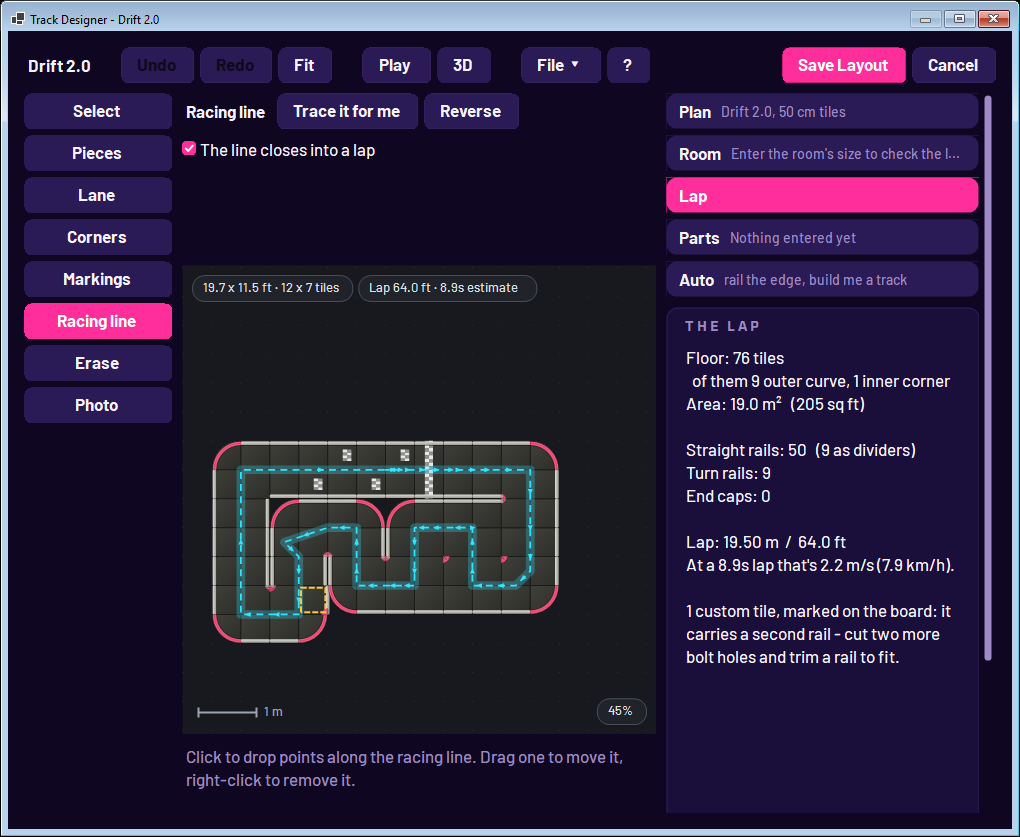 Track Designer - Drift 2.0
Drift 2.0
Undo
Redo
Fit
Play
3D
File
?
Save Layout
Cancel
Select
Pieces
Lane
Corners
Markings
Racing line
Erase
Photo
Racing line
Trace it for me
Reverse
The line closes into a lap
19.7 x 11.5 ft · 12 x 7 tiles
Lap 64.0 ft · 8.9s estimate
1 m
45%
Click to drop points along the racing line. Drag one to move it,
right-click to remove it.
Plan Drift 2.0, 50 cm tiles
Room Enter the room's size to check the l...
Lap
Parts Nothing entered yet
Auto rail the edge, build me a track
THE LAP
Floor: 76 tiles
of them 9 outer curve, 1 inner corner
Area: 19.0 m² (205 sq ft)
Straight rails: 50 (9 as dividers)
Turn rails: 9
End caps: 0
Lap: 19.50 m / 64.0 ft
At a 8.9s lap that's 2.2 m/s (7.9 km/h).
1 custom tile, marked on the board: it
carries a second rail - cut two more
bolt holes and trim a rail to fit.